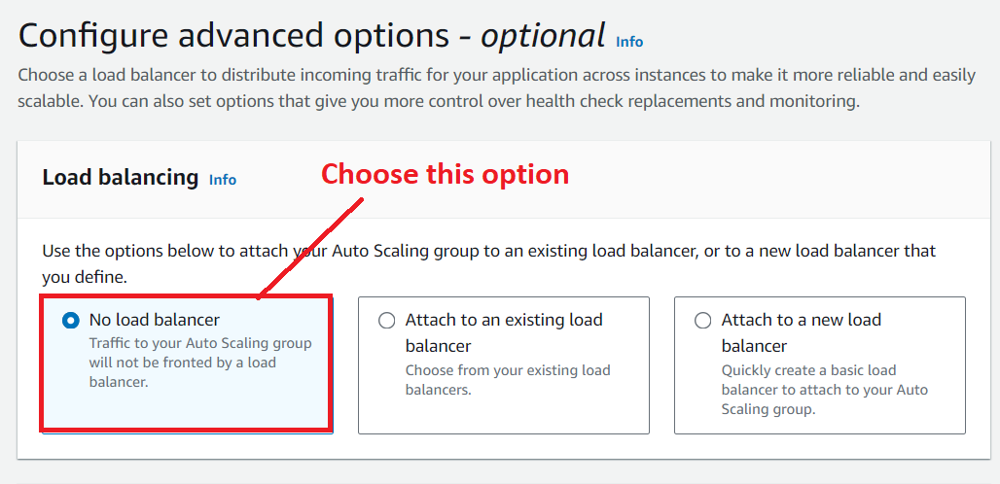 Configure advanced options - optional Info
Choose a load balancer to distribute incoming traffic for your application across instances to make it more reliable and easily
scalable. You can also set options that give you more control over health check replacements and monitoring.
Load balancing Info
Choose this option
Use the options below to attach your Auto Scaling group to an existing load balancer, or to a new load balancer that
you define.
No load balancer
Traffic to your Auto Scaling group
will not be fronted by a load
balancer.
Attach to an existing load
balancer
Choose from your existing load
balancers.
Attach to a new load
balancer
Quickly create a basic load
balancer to attach to your Auto
Scaling group.